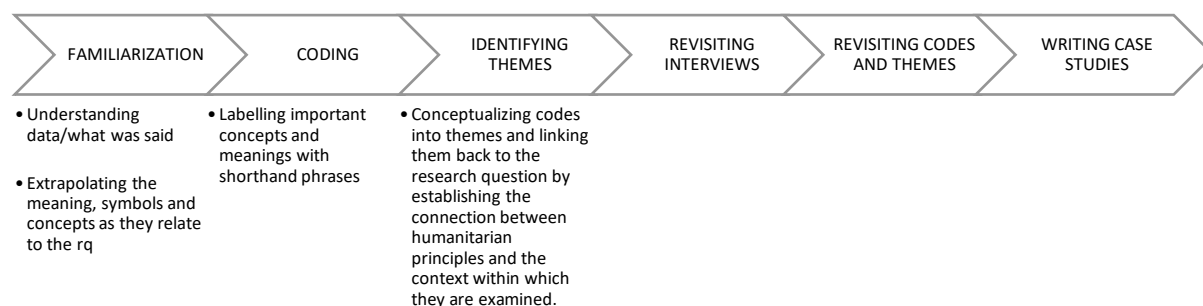 FAMILIARIZATION
CODING
IDENTIFYING
THEMES
REVISITING
INTERVIEWS
REVISITING CODES
AND THEMES
WRITING CASE
STUDIES
• Understanding
data/what was said
• Extrapolating the
meaning, symbols and
concepts as they relate
to the rq
• Labelling important
concepts and
meanings with
shorthand phrases
• Conceptualizing codes
into themes and linking
them back to the
research question by
establishing the
connection between
humanitarian
principles and the
context within which
they are examined.